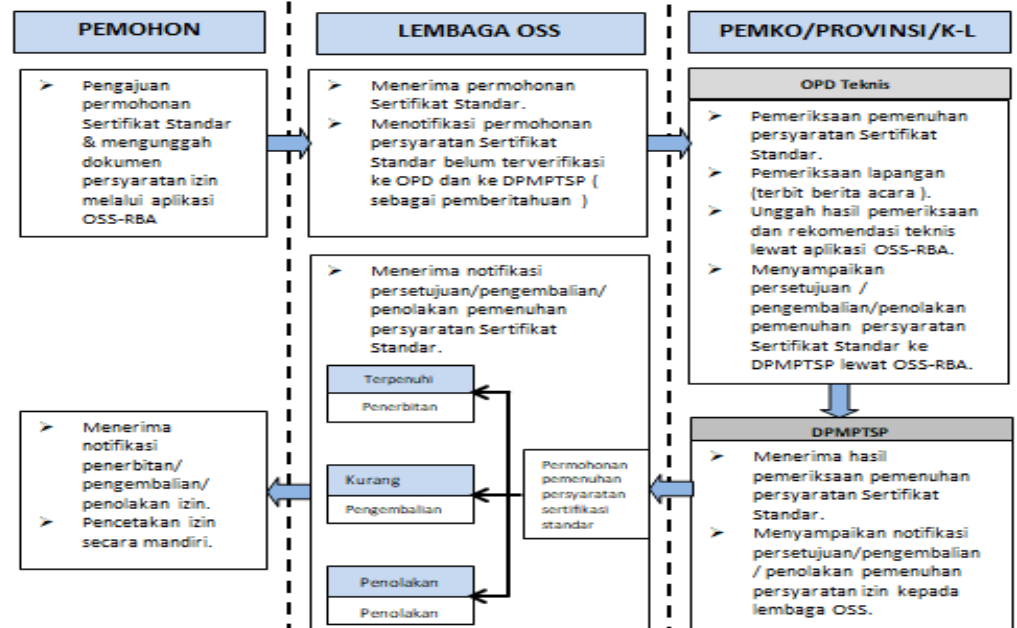 PEMOHON
LEMBAGA OSS
PEMKO/PROVINSI/K-L
➢ Pengajuan
permohonan
Sertifikat Standar
& mengunggah
dokumen
persyaratan izin
melalui aplikasi
OSS-RBA
➢ Menerima permohonan
Sertifikat Standar.
➢ Menotifikasi permohonan
persyaratan Sertifikat
Standar belum terverifikasi
ke OPD dan ke DPMPTSP (
sebagai pemberitahuan )
OPD Teknis
➢ Pemeriksaan pemenuhan
persyaratan Sertifikat
Standar.
➢ Pemeriksaan lapangan
(terbit berita acara ).
➢ Unggah hasil pemeriksaan
dan rekomendasi teknis
lewat aplikasi OSS-RBA.
➢ Menyampaikan
persetujuan /
pengembalian/penolakan
pemenuhan persyaratan
Sertifikat Standar ke
DPMPTSP lewat OSS-RBA.
DPMPTSP
➢ Menerima hasil
pemeriksaan pemenuhan
persyaratan Sertifikat
Standar.
➢ Menyampaikan notifikasi
persetujuan/pengembalian
/ penolakan pemenuhan
persyaratan izin kepada
lembaga OSS.
➢ Menerima notifikasi
persetujuan/pengembalian/
penolakan pemenuhan
persyaratan Sertifikat
Standar.
Terpenuhi
Penerbitan
Kurang
Pengembalian
Penolakan
Penolakan
Permohonan
pemenuhan
persyaratan
sertifikasi
standar
➢ Menerima
notifikasi
penerbitan/
pengembalian/
penolakan izin.
➢ Pencetakan izin
secara mandiri.